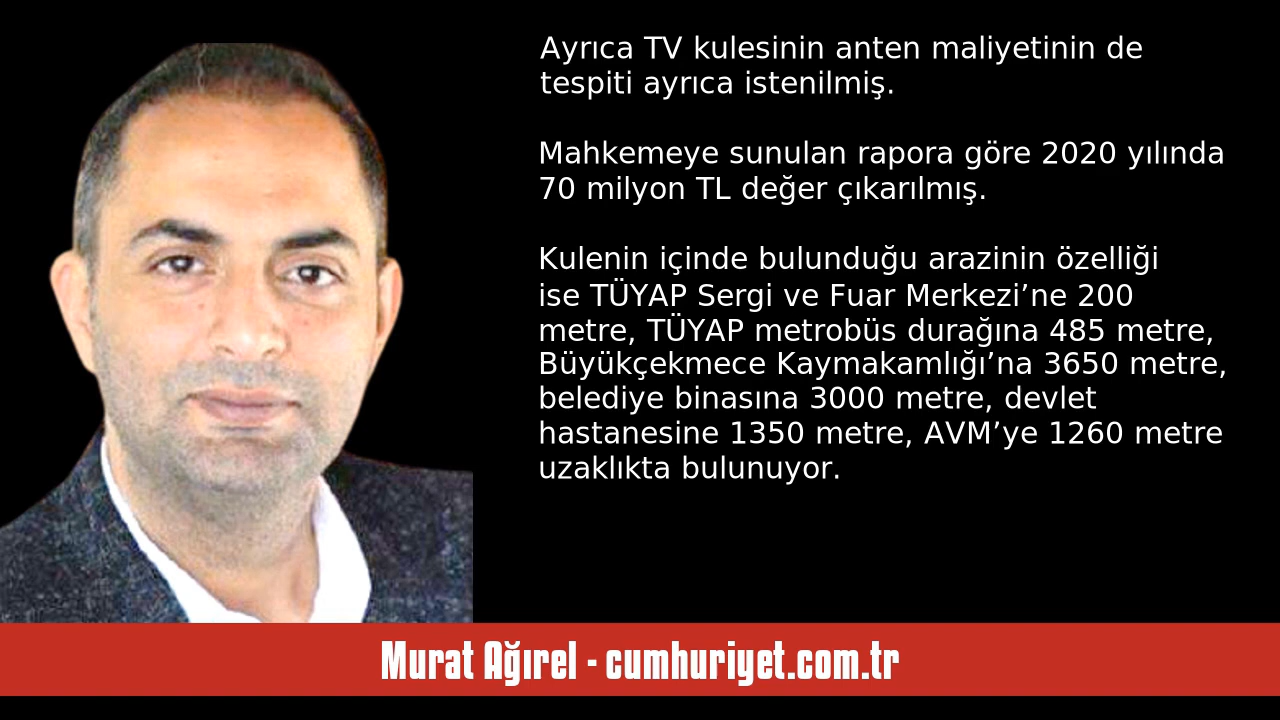 Ayrıca TV kulesinin anten maliyetinin de
tespiti ayrıca istenilmiş.
Mahkemeye sunulan rapora göre 2020 yılında
70 milyon TL değer çıkarılmış.
Kulenin içinde bulunduğu arazinin özelliği
ise TÜYAP Sergi ve Fuar Merkezi’ne 200
metre, TÜYAP metrobüs durağına 485 metre,
Büyükçekmece Kaymakamlığı’na 3650 metre,
belediye binasına 3000 metre, devlet
hastanesine 1350 metre, AVM’ye 1260 metre
uzaklıkta bulunuyor.
Murat Ağırel - cumhuriyet.com.tr